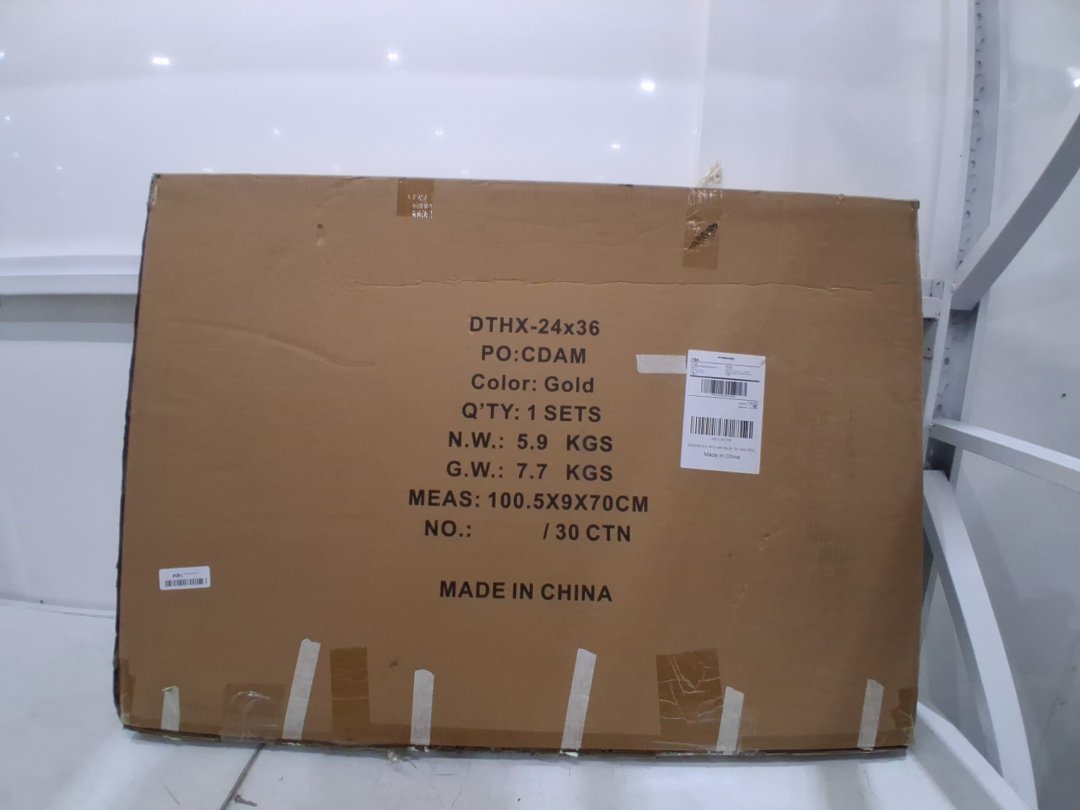 DTHX-24x36
PO:CDAM
Color: Gold
Q'TY: 1 SETS
N.W.: 5.9 KGS
G.W.: 7.7 KGS
MEAS: 100.5X9X70CM
NO.: / 30 CTN
MADE IN CHINA
FBA
Made in China